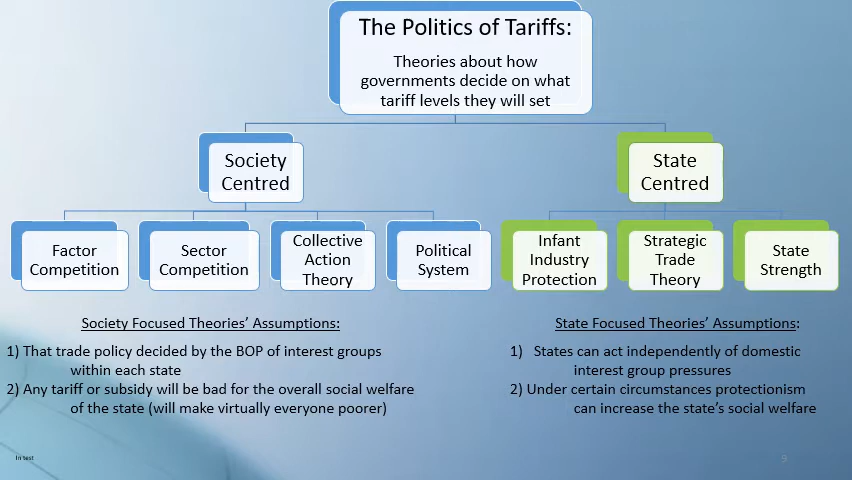 The Politics of Tariffs:
Theories about how
governments decide on what
tariff levels they will set
Society
Centred
State
Centred
Factor
Competition
Sector
Competition
Collective
Action
Theory
Political
System
Infant
Industry
Protection
Strategic
Trade
Theory
State
Strength
Society Focused Theories’ Assumptions:
1) That trade policy decided by the BOP of interest groups
within each state
2) Any tariff or subsidy will be bad for the overall social welfare
of the state (will make virtually everyone poorer)
State Focused Theories’ Assumptions:
1) States can act independently of domestic
interest group pressures
2) Under certain circumstances protectionism
can increase the state’s social welfare
In test
9